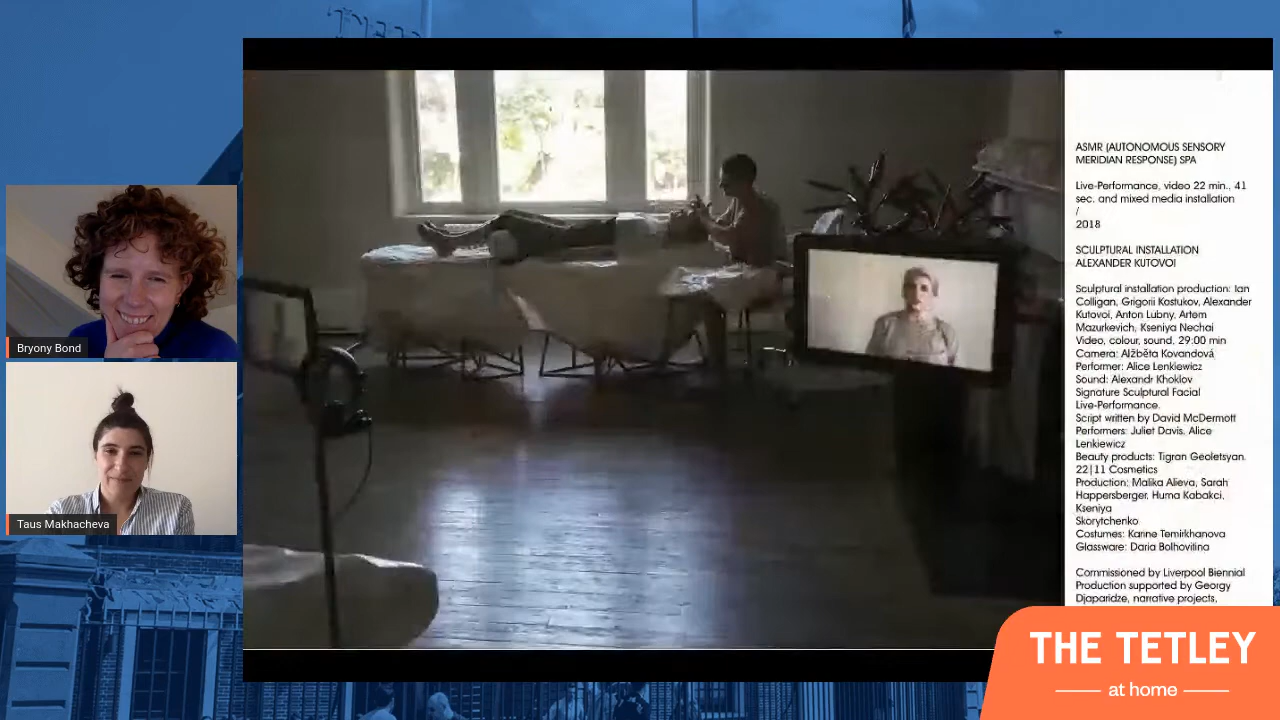 Bryony Bond
Taus Makhacheva
ASMR (AUTONOMOUS SENSORY
MERIDIAN RESPONSE) SPA
Live-Performance, video 22 min., 41
sec. and mixed media installation
/
2018
SCULPTURAL INSTALLATION
ALEXANDER KUTOVOI
Sculptural installation production: Ian
Colligan, Grigorii Kostukov, Alexander
Kutovoi, Anton Lubny, Artem
Mazurkevich, Kseniya Nechai
Video, colour, sound, 29:00 min
Camera: Alžběta Kovandová
Performer: Alice Lenkiewicz
Sound: Alexandr Khoklov
Signature Sculptural Facial
Live-Performance.
Script written by David McDermott
Performers: Juliet Davis, Alice
Lenkiewicz
Beauty products: Tigran Geoletsyan.
22|11 Cosmetics
Production: Malika Alieva, Sarah
Happersberger, Huma Kabakci,
Kseniya
Skorytchenko
Costumes: Karine Temirkhanova
Glassware: Daria Bolhovitina
Commissioned by Liverpool Biennial
Production supported by Georgy
Djaparidze, narrative projects,
THE TETLEY
at home